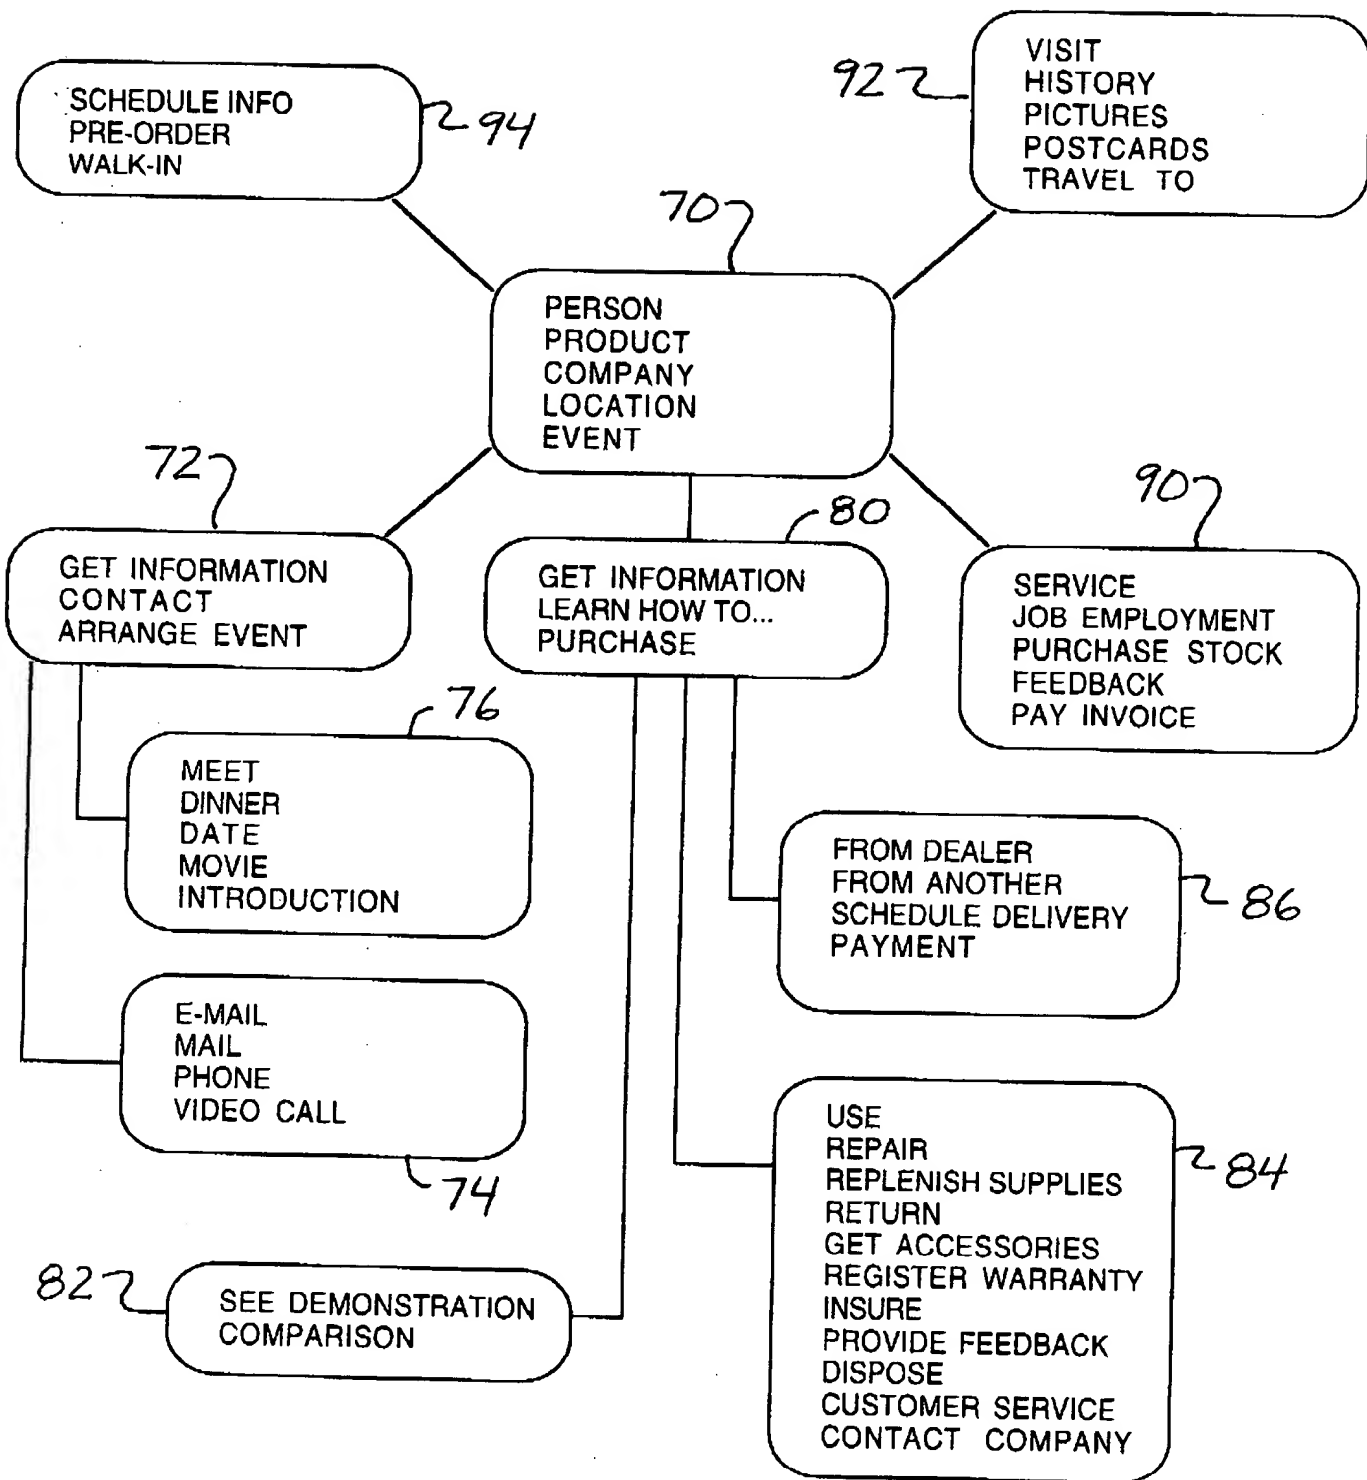 SCHEDULE INFO
PRE-ORDER
WALK-IN
94
92
VISIT
HISTORY
PICTURES
POSTCARDS
TRAVEL TO
70
PERSON
PRODUCT
COMPANY
LOCATION
EVENT
72
GET INFORMATION
CONTACT
ARRANGE EVENT
80
GET INFORMATION
LEARN HOW TO...
PURCHASE
90
SERVICE
JOB EMPLOYMENT
PURCHASE STOCK
FEEDBACK
PAY INVOICE
76
MEET
DINNER
DATE
MOVIE
INTRODUCTION
FROM DEALER
FROM ANOTHER
SCHEDULE DELIVERY
PAYMENT
86
E-MAIL
MAIL
PHONE
VIDEO CALL
74
USE
REPAIR
REPLENISH SUPPLIES
RETURN
GET ACCESSORIES
REGISTER WARRANTY
INSURE
PROVIDE FEEDBACK
DISPOSE
CUSTOMER SERVICE
CONTACT COMPANY
84
82
SEE DEMONSTRATION
COMPARISON